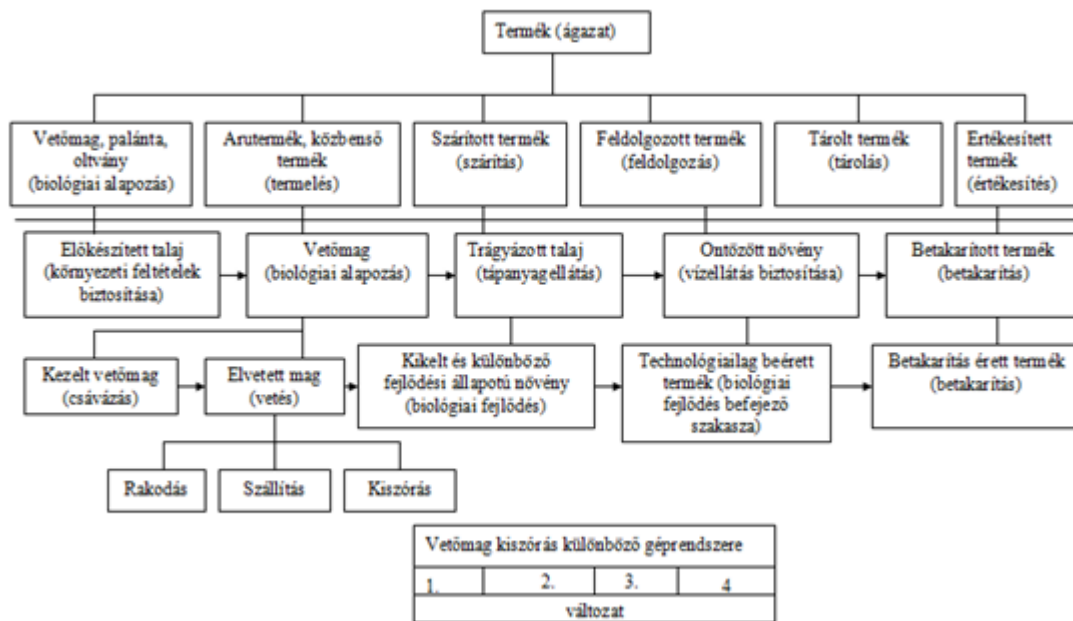 Termék (ágazat)
Vetőmag, palánta,
oltvány
(biológiai alapozás)
Arutermék, közbenső
termék
(termelés)
Szárított termék
(szárítás)
Feldolgozott termék
(feldolgozás)
Tárolt termék
(tárolás)
Ertékesített
termék
(értékesítés)
Előkészített talaj
(környezeti feltételek
biztosítása)
Vetőmag
(biológiai alapozás)
Trágyázott talaj
(tápanyagellátás)
Ontözött növény
(vízellátás biztosítása)
Betakarított termék
(betakarítás)
Kezelt vetőmag
(csávázás)
Elvetett mag
(vetés)
Kikelt és különböző
fejlődési állapotú növény
(biológiai fejlődés)
Technológiailag beérett
termék (biológiai
fejlődés befejező
szakasza)
Betakarítás érett termék
(betakarítás)
Rakodás
Szállítás
Kiszórás
Vetőmag kiszórás különböző géprendszere
1. 2. 3. 4
változat